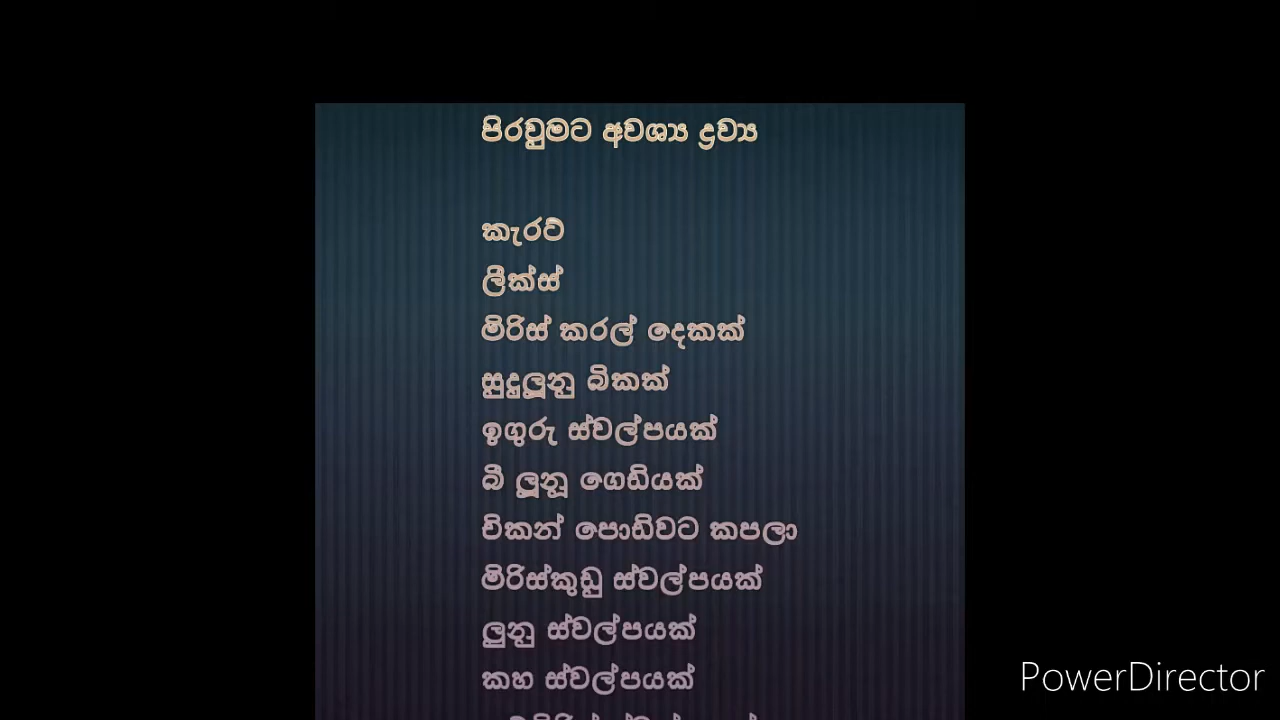 පිරවුමට අවශ්‍ය ද්‍රව්‍ය
කැරට්
ලීක්ස්
මිරිස් කරල් දෙකක්
සුදුලූනු බිකක්
ඉගුරු ස්වල්පයක්
බී ලූනූ ගෙඩියක්
චිකන් පොඩිවට කපලා
මිරිස්කුඩු ස්වල්පයක්
ලුනු ස්වල්පයක්
කහ ස්වල්පයක්
PowerDirector